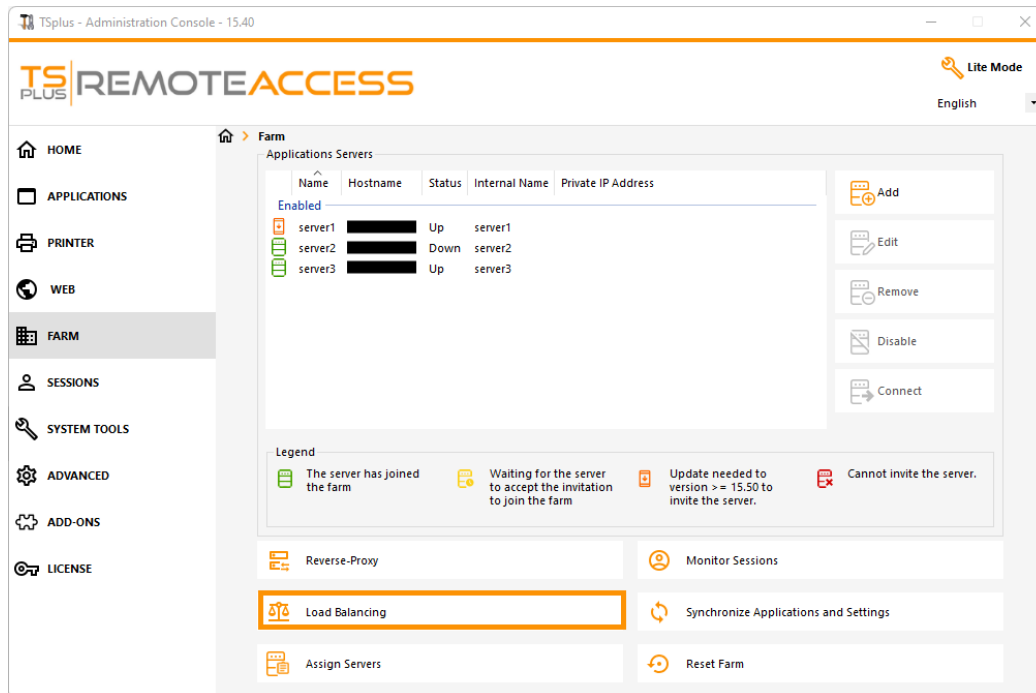 TSplus - Administration Console - 15.40
TS PLUS REMOTEACCESS
Lite Mode
English
HOME
APPLICATIONS
PRINTER
WEB
FARM
SESSIONS
SYSTEM TOOLS
ADVANCED
ADD-ONS
LICENSE
Farm
Applications Servers
Name Hostname Status Internal Name Private IP Address
Enabled
server1 Up server1
server2 Down server2
server3 Up server3
Add
Edit
Remove
Disable
Connect
Legend
The server has joined
the farm
Waiting for the server
to accept the invitation
to join the farm
Update needed to
version >= 15.50 to
invite the server.
Cannot invite the server.
Reverse-Proxy
Monitor Sessions
Load Balancing
Synchronize Applications and Settings
Assign Servers
Reset Farm